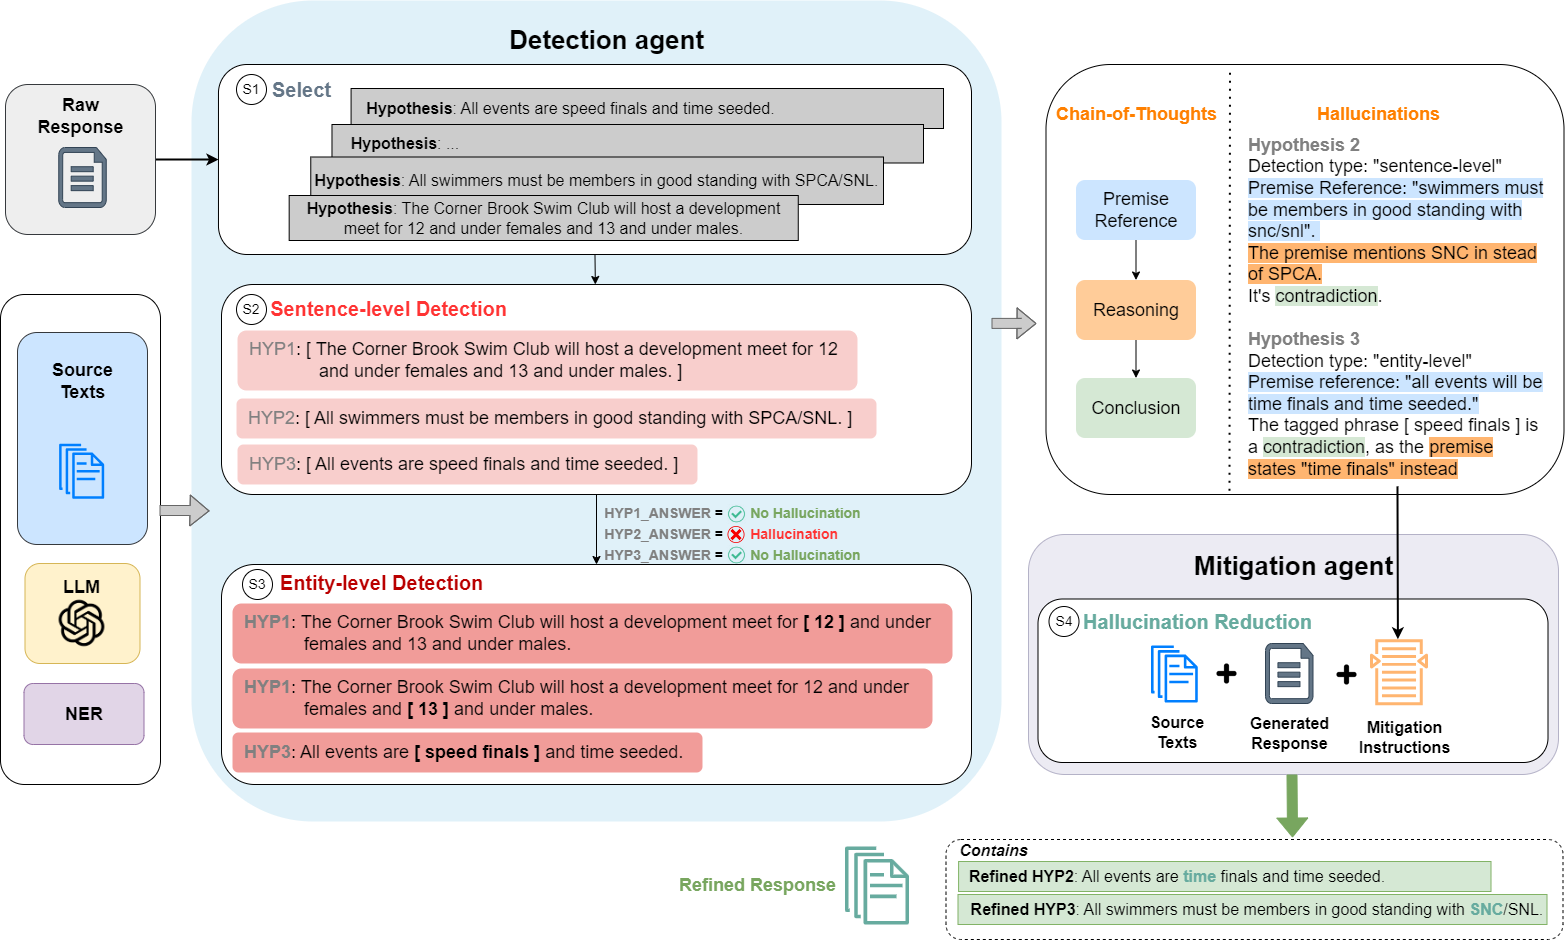 Detection agent
Raw
Response
S1 Select
Hypothesis: All events are speed finals and time seeded.
Hypothesis: ...
Hypothesis: All swimmers must be members in good standing with SPCA/SNL.
Hypothesis: The Corner Brook Swim Club will host a development
meet for 12 and under females and 13 and under males.
Source
Texts
LLM
NER
S2 Sentence-level Detection
HYP1: [ The Corner Brook Swim Club will host a development meet for 12
and under females and 13 and under males. ]
HYP2: [ All swimmers must be members in good standing with SPCA/SNL. ]
HYP3: [ All events are speed finals and time seeded. ]
HYP1_ANSWER = No Hallucination
HYP2_ANSWER = Hallucination
HYP3_ANSWER = No Hallucination
S3 Entity-level Detection
HYP1: The Corner Brook Swim Club will host a development meet for [ 12 ] and under
females and 13 and under males.
HYP1: The Corner Brook Swim Club will host a development meet for 12 and under
females and [ 13 ] and under males.
HYP3: All events are [ speed finals ] and time seeded.
Chain-of-Thoughts
Premise
Reference
Reasoning
Conclusion
Hallucinations
Hypothesis 2
Detection type: "sentence-level"
Premise Reference: "swimmers must
be members in good standing with
snc/snl".
The premise mentions SNC in stead
of SPCA.
It's contradiction.
Hypothesis 3
Detection type: "entity-level"
Premise reference: "all events will be
time finals and time seeded."
The tagged phrase [ speed finals ] is
a contradiction, as the premise
states "time finals" instead
Mitigation agent
S4 Hallucination Reduction
Source
Texts
Generated
Response
Mitigation
Instructions
Refined Response
Contains
Refined HYP2: All events are time finals and time seeded.
Refined HYP3: All swimmers must be members in good standing with SNC/SNL.